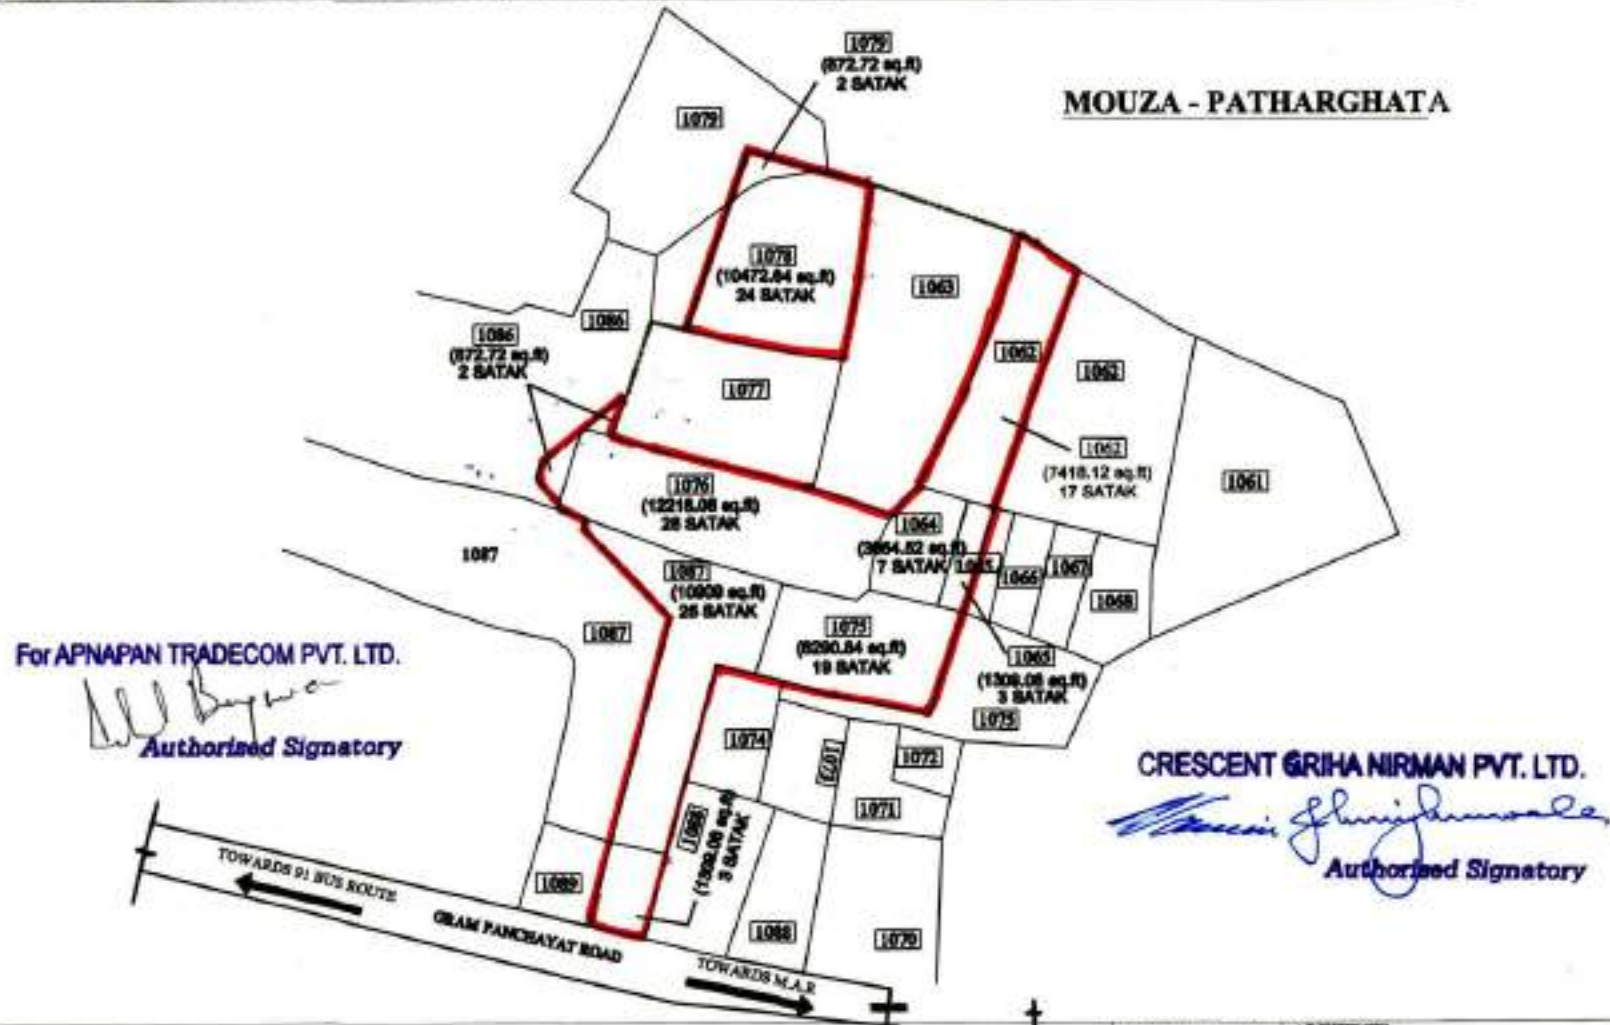 1079
(872.72 sq.ft)
2 SATAK
MOUZA - PATHARGHATA
1079
1078
(10472.64 sq.ft)
24 SATAK
1063
1086
1086
(872.72 sq.ft)
2 SATAK
1062
1062
1077
1062
(7418.12 sq.ft)
17 SATAK
1061
1076
(12218.08 sq.ft)
28 SATAK
1064
7 SATAK
1065
1066
1067
1068
1087
1087
(10909 sq.ft)
25 SATAK
1087
1075
(8290.84 sq.ft)
19 SATAK
1065
(1309.08 sq.ft)
3 SATAK
1075
For APNAPAN TRADECOM PVT. LTD.
Authorised Signatory
1074
1073
1072
1071
CRESCENT GRIHA NIRMAN PVT. LTD.
Authorised Signatory
(1309.08 sq.ft)
3 SATAK
1089
1088
1070
TOWARDS 91 BUS ROUTE
GRAM PANCHAYAT ROAD
TOWARDS M.A.R